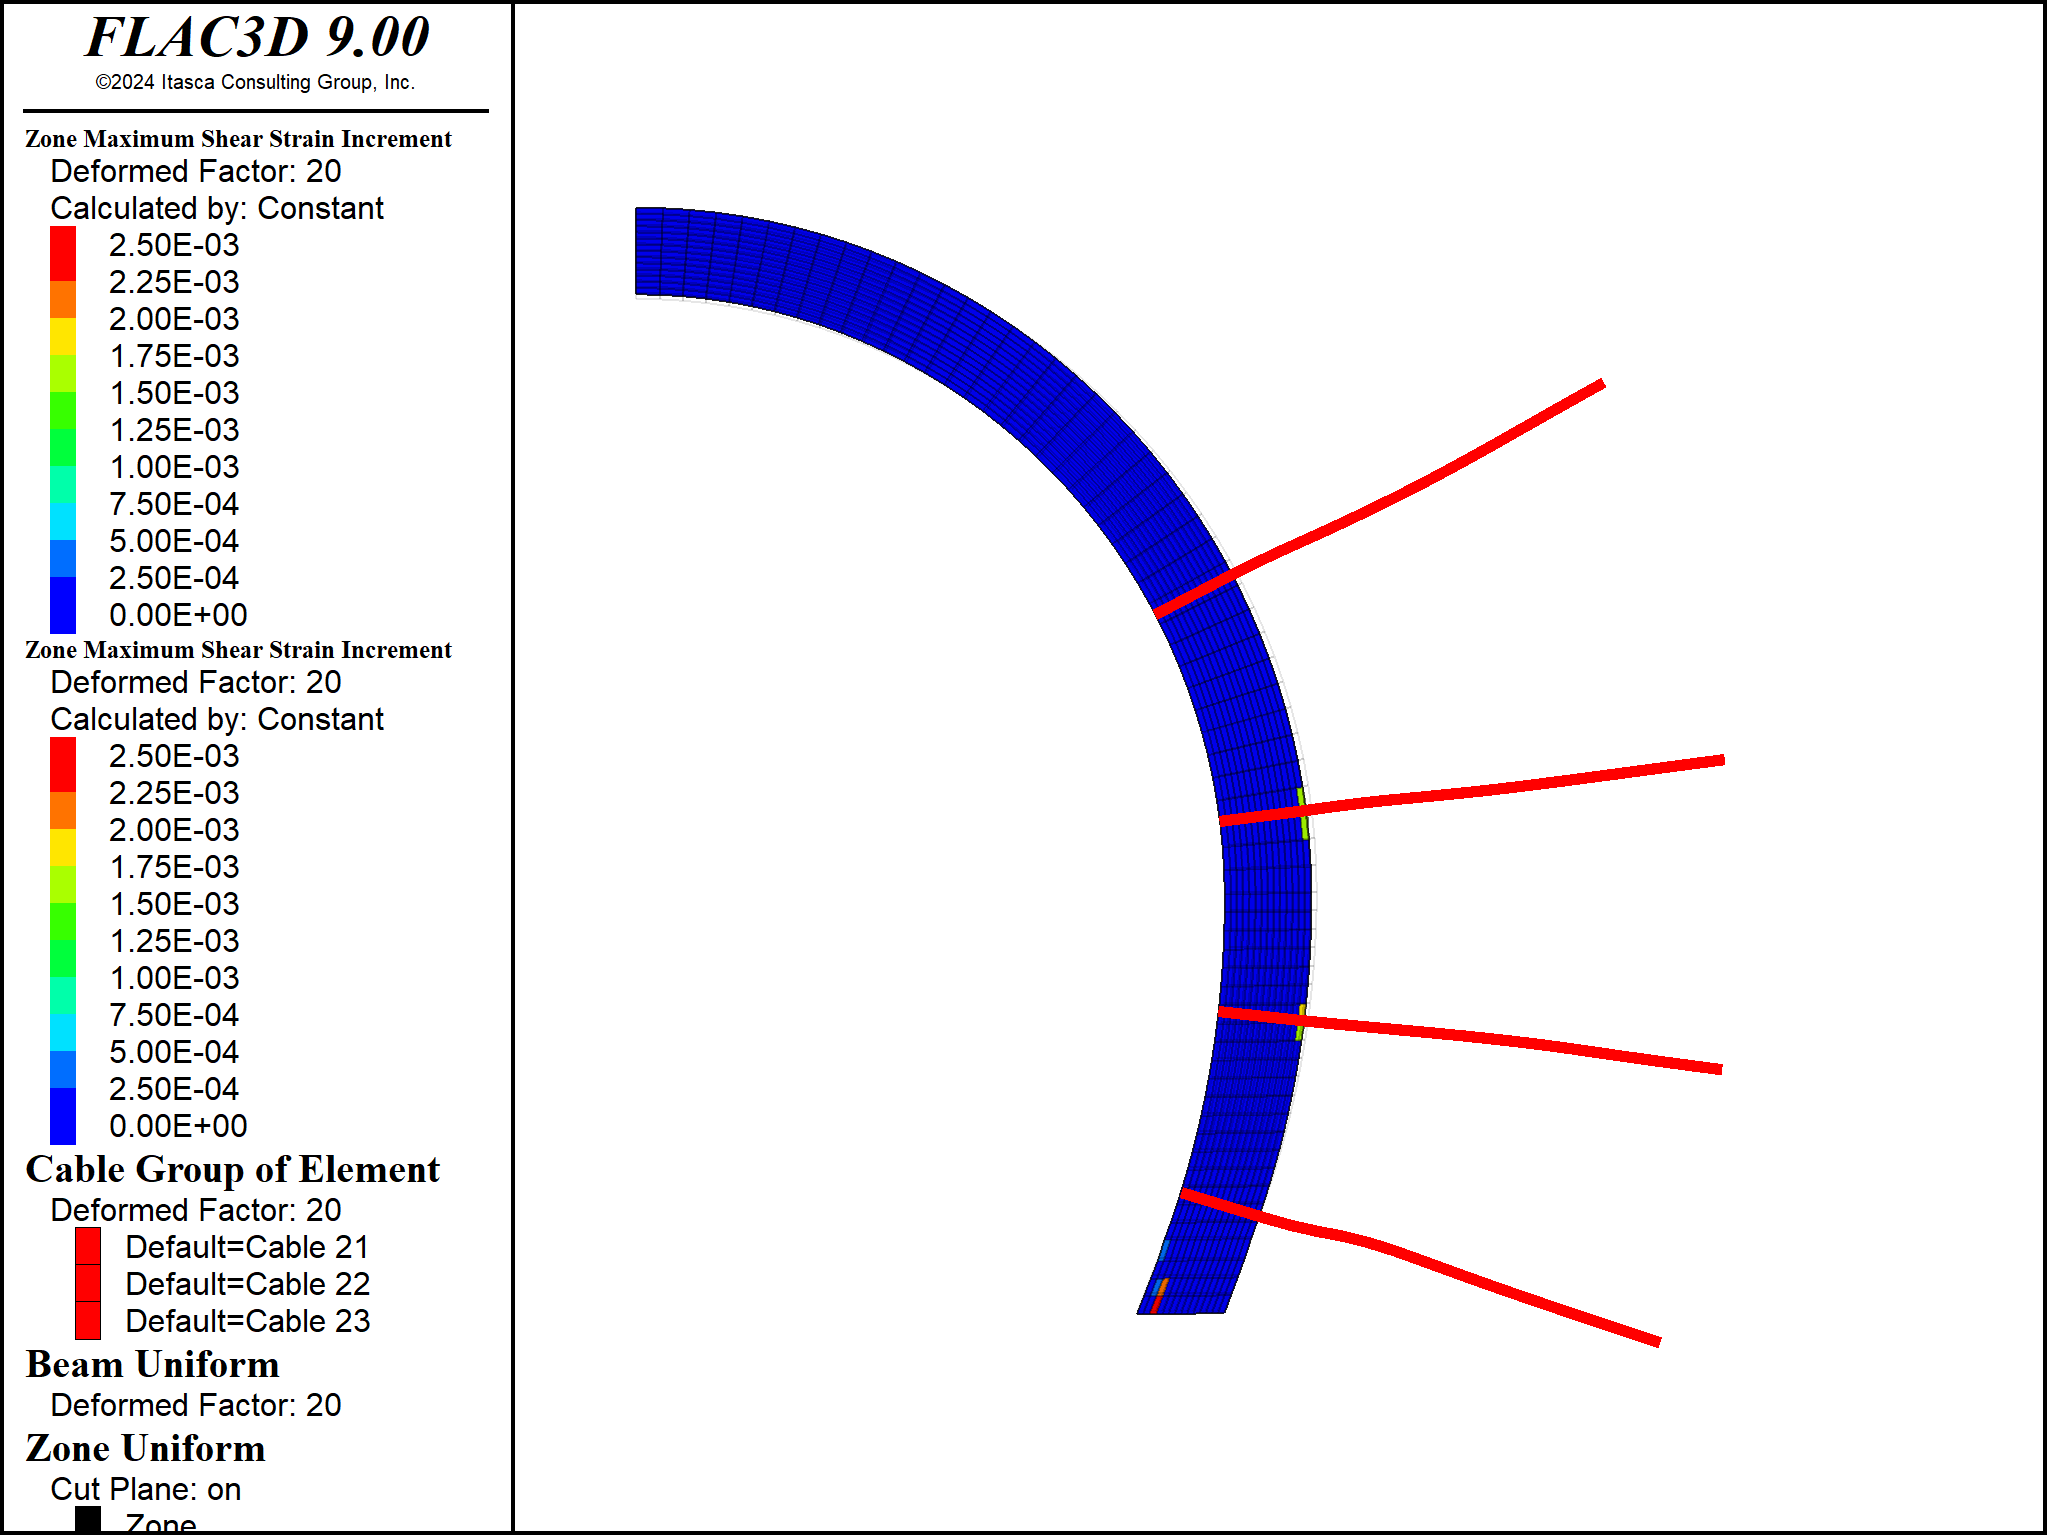 FLAC3D 9.00
©2024 Itasca Consulting Group, Inc.
Zone Maximum Shear Strain Increment
Deformed Factor: 20
Calculated by: Constant
2.50E-03
2.25E-03
2.00E-03
1.75E-03
1.50E-03
1.25E-03
1.00E-03
7.50E-04
5.00E-04
2.50E-04
0.00E+00
Zone Maximum Shear Strain Increment
Deformed Factor: 20
Calculated by: Constant
2.50E-03
2.25E-03
2.00E-03
1.75E-03
1.50E-03
1.25E-03
1.00E-03
7.50E-04
5.00E-04
2.50E-04
0.00E+00
Cable Group of Element
Deformed Factor: 20
Default=Cable 21
Default=Cable 22
Default=Cable 23
Beam Uniform
Deformed Factor: 20
Zone Uniform
Cut Plane: on
Zone